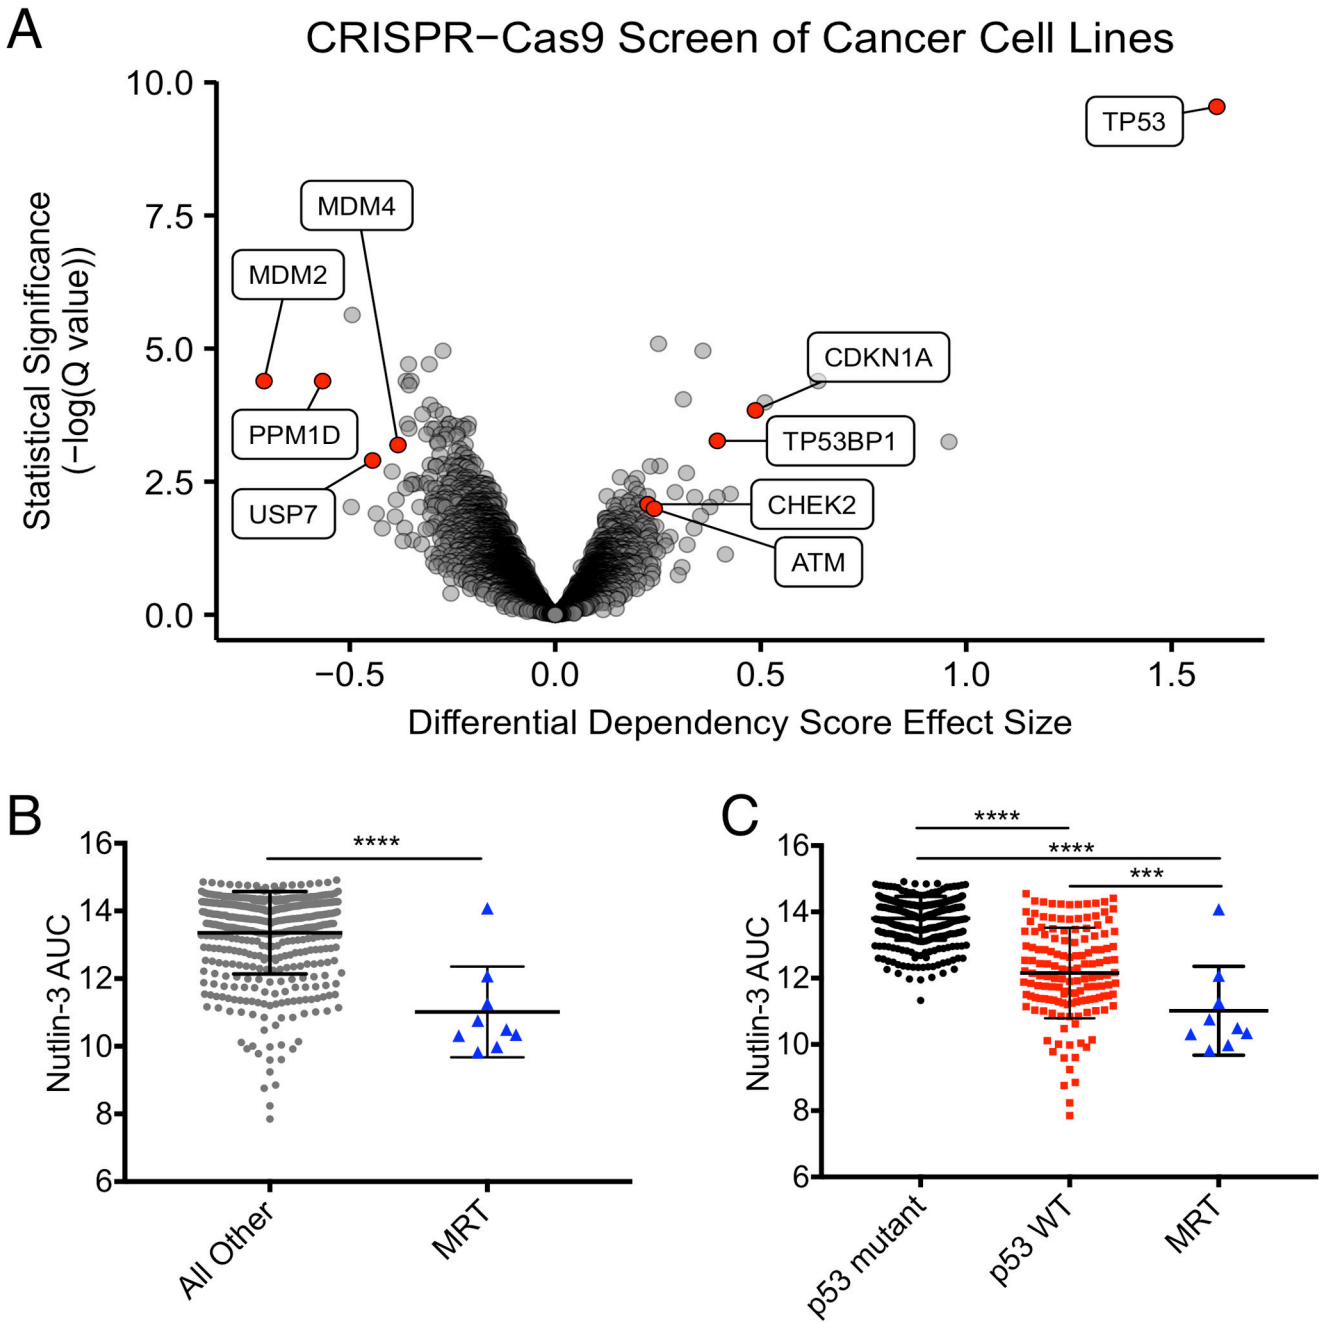 A
CRISPR−Cas9 Screen of Cancer Cell Lines
Statistical Significance
(−log(Q value))
10.0
7.5
5.0
2.5
0.0
TP53
MDM4
MDM2
CDKN1A
PPM1D
TP53BP1
USP7
CHEK2
ATM
−0.5
0.0
0.5
1.0
1.5
Differential Dependency Score Effect Size
B
Nutlin-3 AUC
16
14
12
10
8
6
****
All Other
MRT
C
Nutlin-3 AUC
16
14
12
10
8
6
****
****
***
p53 mutant
p53 WT
MRT